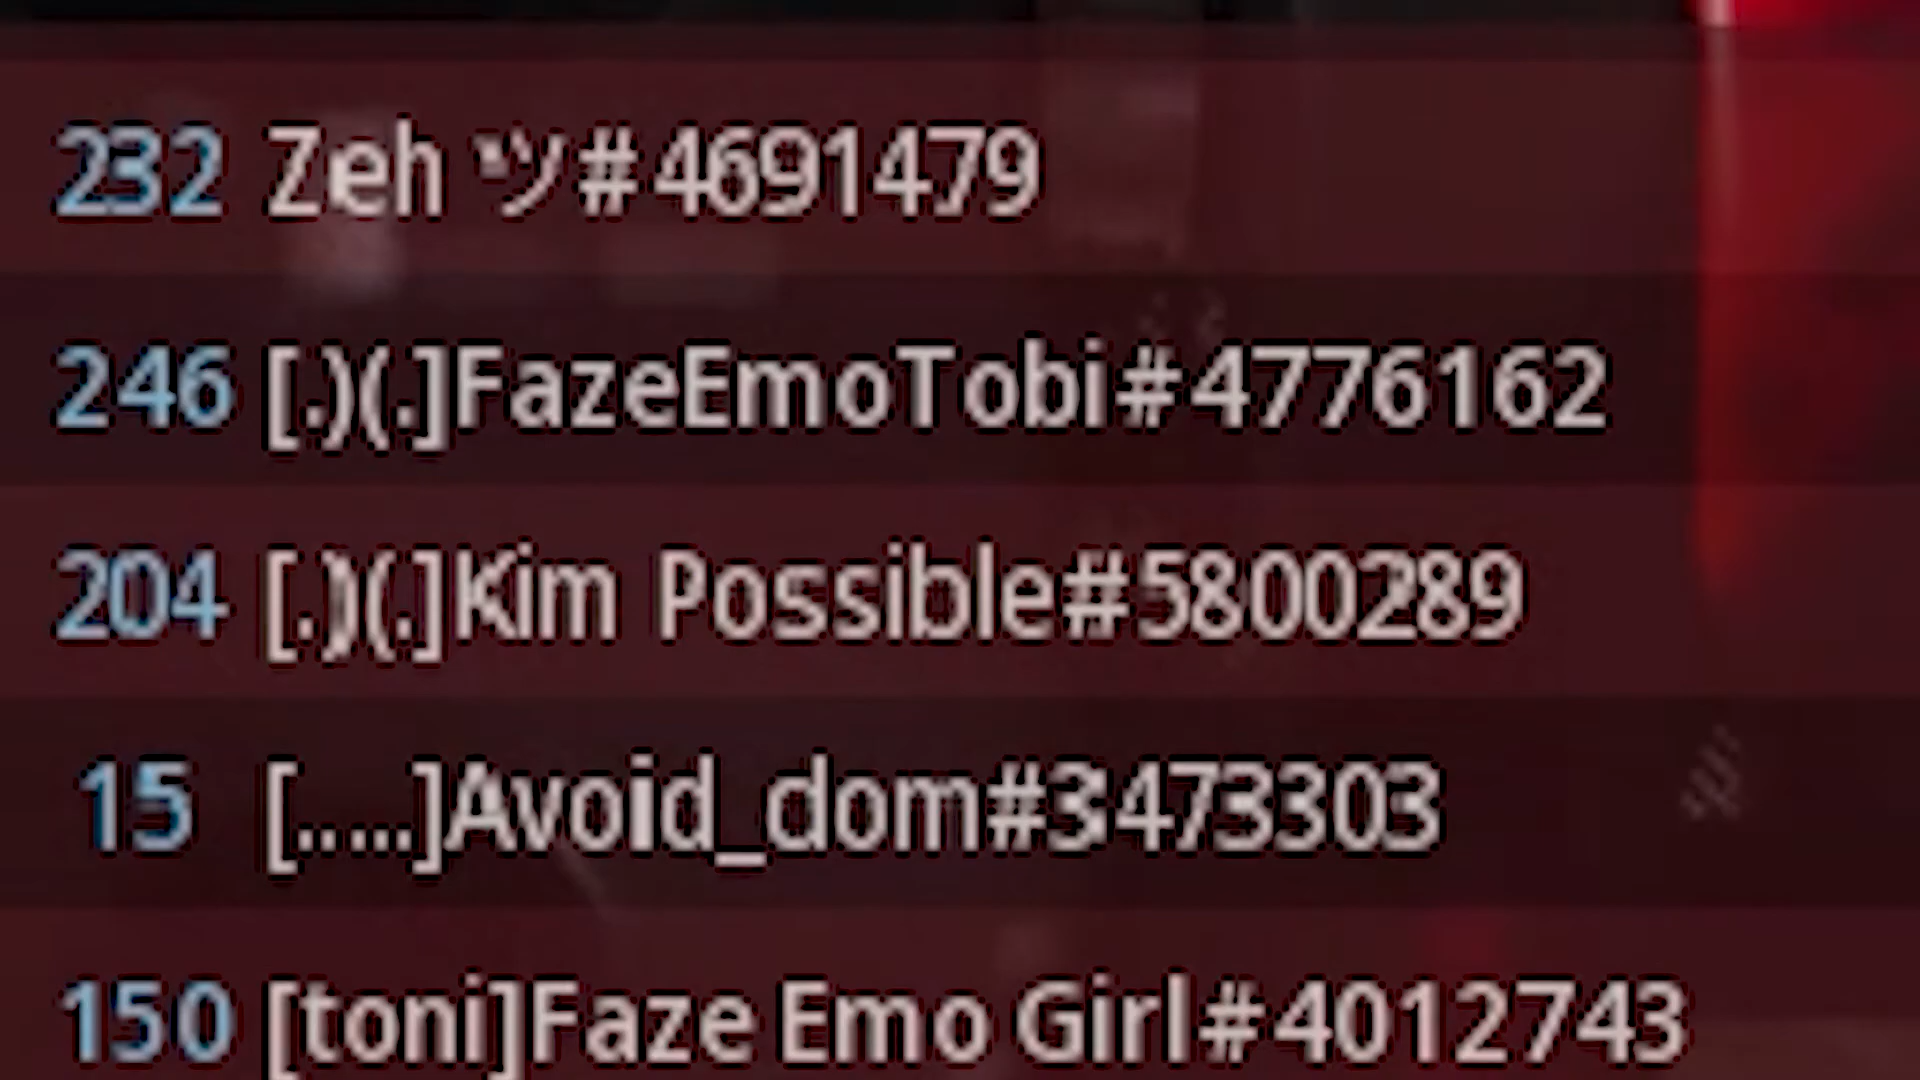 232 Zeh ツ#4691479
246 [.)(.]FazeEmoTobi#4776162
204 [.)(.]Kim Possible#5800289
15 [.....]Avoid_dom#3473303
150 [toni]Faze Emo Girl#4012743